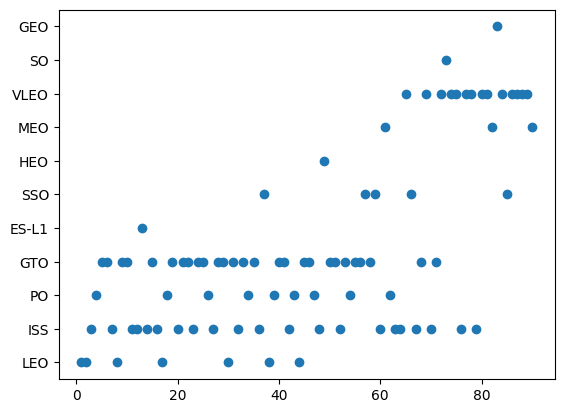 GEO
SO
VLEO
MEO
HEO
SSO
ES-L1
GTO
PO
ISS
LEO
0 20 40 60 80